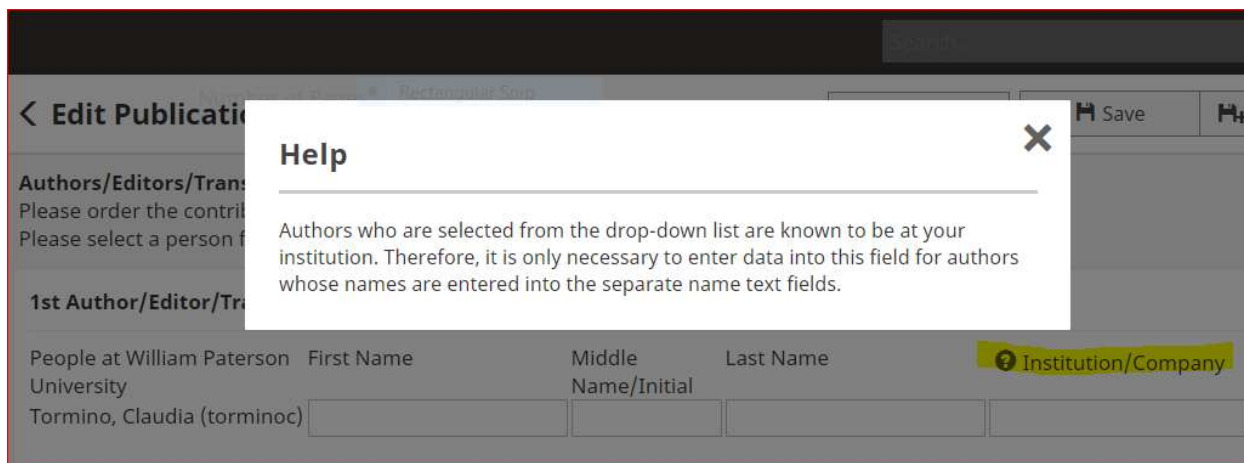 Search...
Rectangular Snip
< Edit Publicatio
Save
Help
Authors/Editors/Trans
Please order the contrib
Please select a person f
Authors who are selected from the drop-down list are known to be at your
institution. Therefore, it is only necessary to enter data into this field for authors
whose names are entered into the separate name text fields.
1st Author/Editor/Tra
People at William Paterson
University
First Name
Middle
Name/Initial
Last Name
Institution/Company
Tormino, Claudia (torminoc)